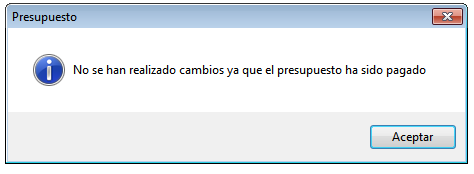 Presupuesto
No se han realizado cambios ya que el presupuesto ha sido pagado
Aceptar